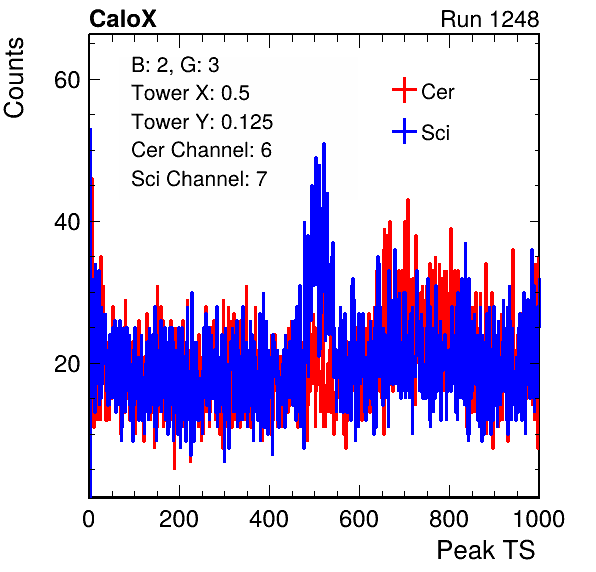 CaloX Run 1248
Counts
B: 2, G: 3
Tower X: 0.5
Tower Y: 0.125
Cer Channel: 6
Sci Channel: 7
Cer
Sci
60
40
20
0 200 400 600 800 1000
Peak TS